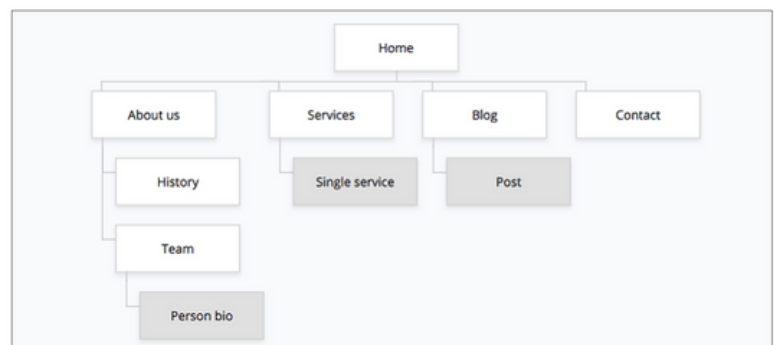 Home
About us
Services
Blog
Contact
History
Single service
Post
Team
Person bio